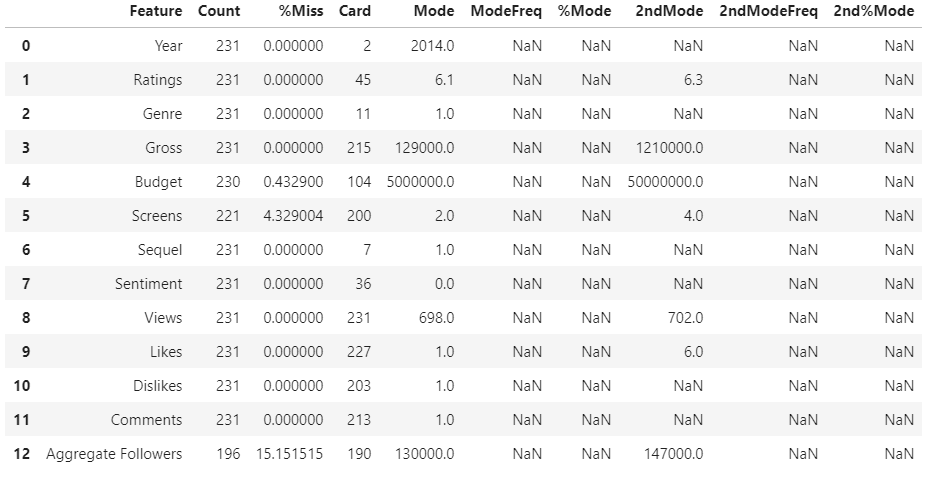 Feature Count %Miss Card Mode ModeFreq %Mode 2ndMode 2ndModeFreq 2nd%Mode
0 Year 231 0.000000 2 2014.0 NaN NaN NaN NaN NaN
1 Ratings 231 0.000000 45 6.1 NaN NaN 6.3 NaN NaN
2 Genre 231 0.000000 11 1.0 NaN NaN NaN NaN NaN
3 Gross 231 0.000000 215 129000.0 NaN NaN 1210000.0 NaN NaN
4 Budget 230 0.432900 104 5000000.0 NaN NaN 50000000.0 NaN NaN
5 Screens 221 4.329004 200 2.0 NaN NaN 4.0 NaN NaN
6 Sequel 231 0.000000 7 1.0 NaN NaN NaN NaN NaN
7 Sentiment 231 0.000000 36 0.0 NaN NaN NaN NaN NaN
8 Views 231 0.000000 231 698.0 NaN NaN 702.0 NaN NaN
9 Likes 231 0.000000 227 1.0 NaN NaN 6.0 NaN NaN
10 Dislikes 231 0.000000 203 1.0 NaN NaN NaN NaN NaN
11 Comments 231 0.000000 213 1.0 NaN NaN NaN NaN NaN
12 Aggregate Followers 196 15.151515 190 130000.0 NaN NaN 147000.0 NaN NaN